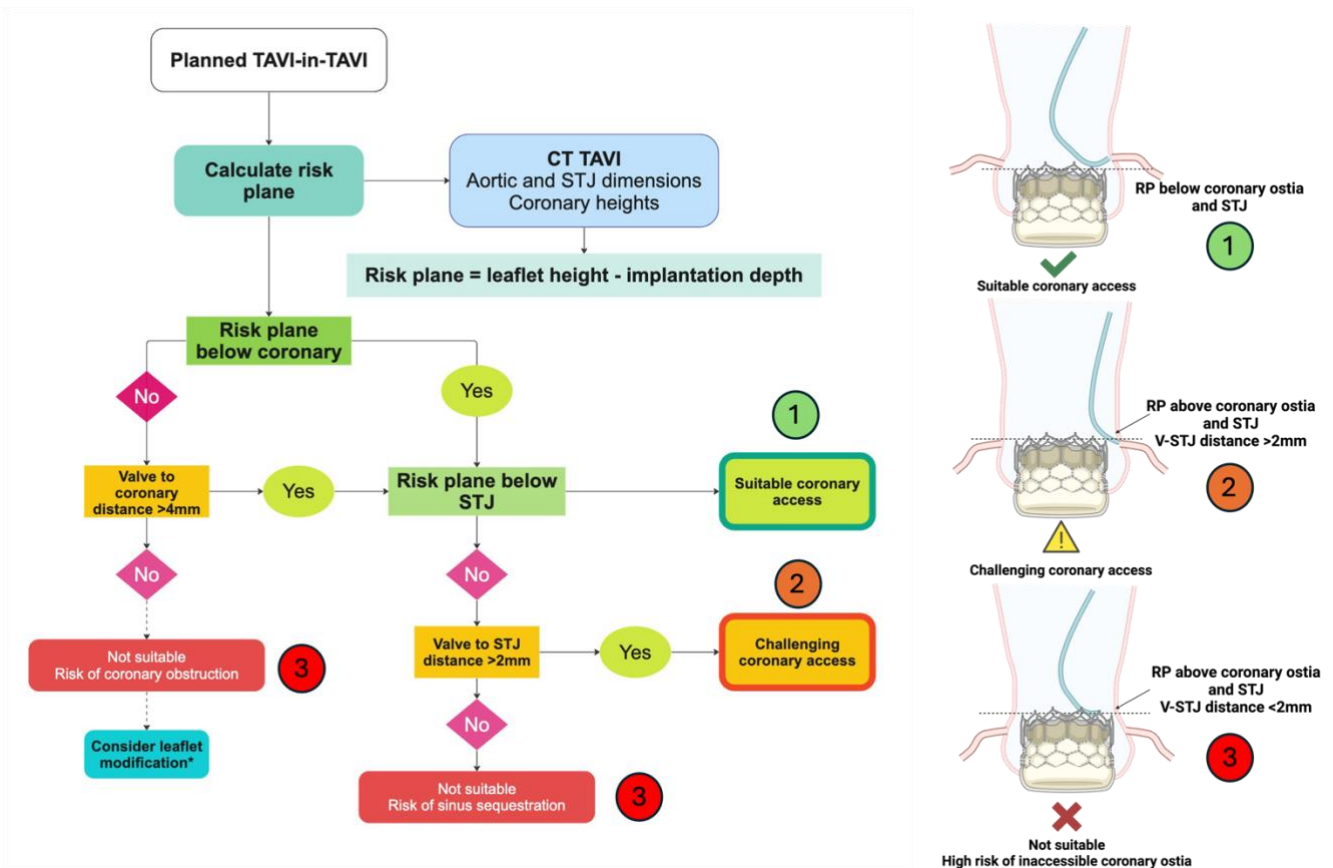 Planned TAVI-in-TAVI
Calculate risk
plane
CT TAVI
Aortic and STJ dimensions
Coronary heights
Risk plane = leaflet height - implantation depth
Risk plane
below coronary
No
Yes
Valve to
coronary
distance >4mm
Yes
Risk plane below
STJ
1
Suitable coronary
access
No
No
2
Not suitable
Risk of coronary obstruction
3
Valve to STJ
distance >2mm
Yes
Challenging
coronary access
Consider leaflet
modification*
No
Not suitable
Risk of sinus sequestration
3
RP below coronary ostia
and STJ
1
Suitable coronary access
RP above coronary ostia
and STJ
V-STJ distance >2mm
2
!
Challenging coronary access
RP above coronary ostia
and STJ
V-STJ distance <2mm
3
Not suitable
High risk of inaccessible coronary ostia